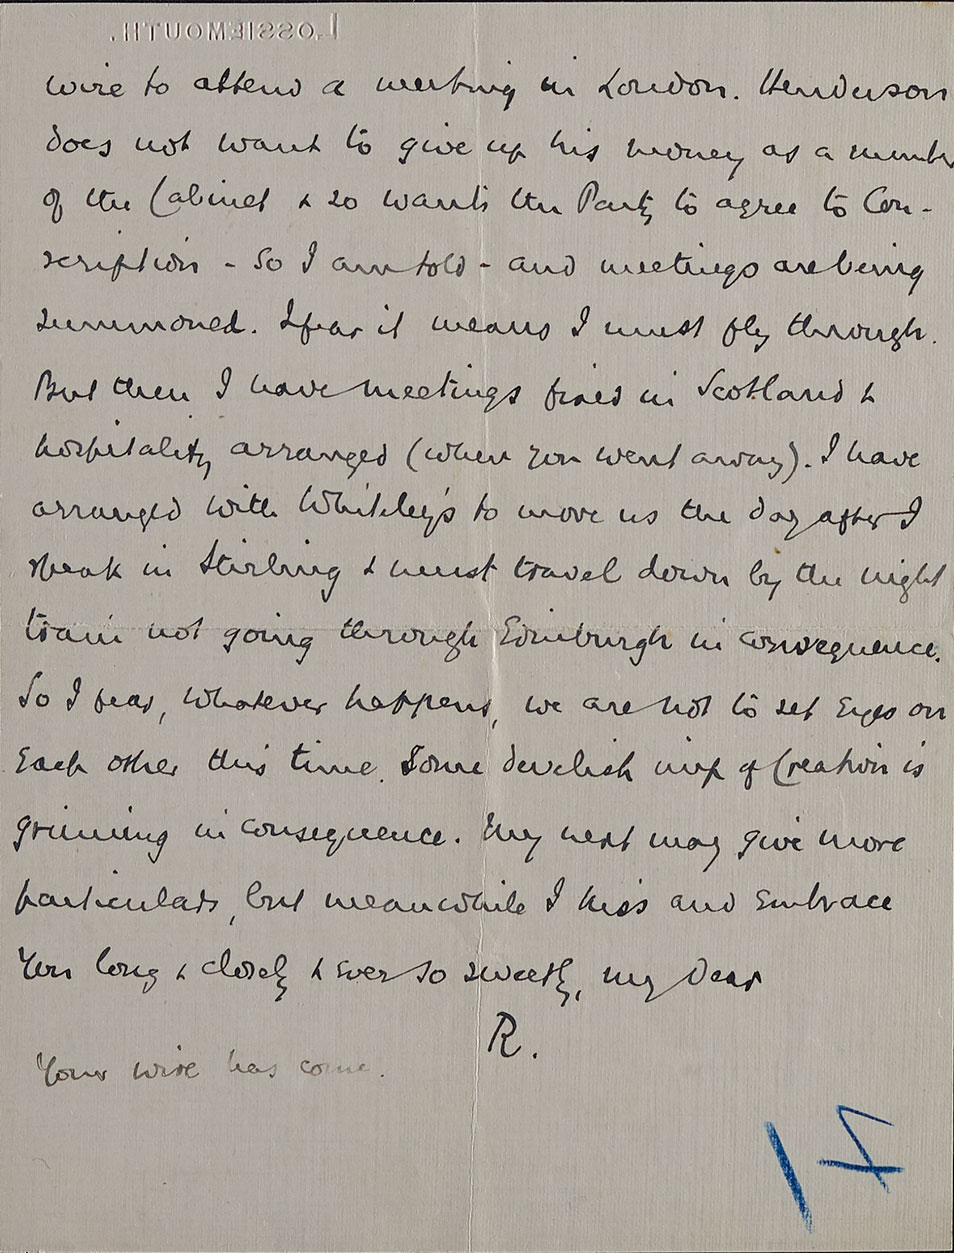 LOSSIEMOUTH.
wire to attend a meeting in London. Henderson
does not want to give up his money as a member
of the Cabinet & so wants the Party to agree to Con-
scription - So I am told - and meetings are being
summoned. I fear it means I must fly through.
But then I have meetings fixed in Scotland &
hospitality arranged (when you went away). I have
arranged with Whiteley's to move us the day after I
speak in Stirling & must travel down by the night
train not going through Edinburgh in consequence.
So I fear, whatever happens, we are not to set eyes on
each other this time. Some develish imp of Creation is
grinning in consequence. My next may give more
particulars, but meanwhile I kiss and embrace
you long & closely & ever so sweetly, my dear
R.
Your wire has come.
17